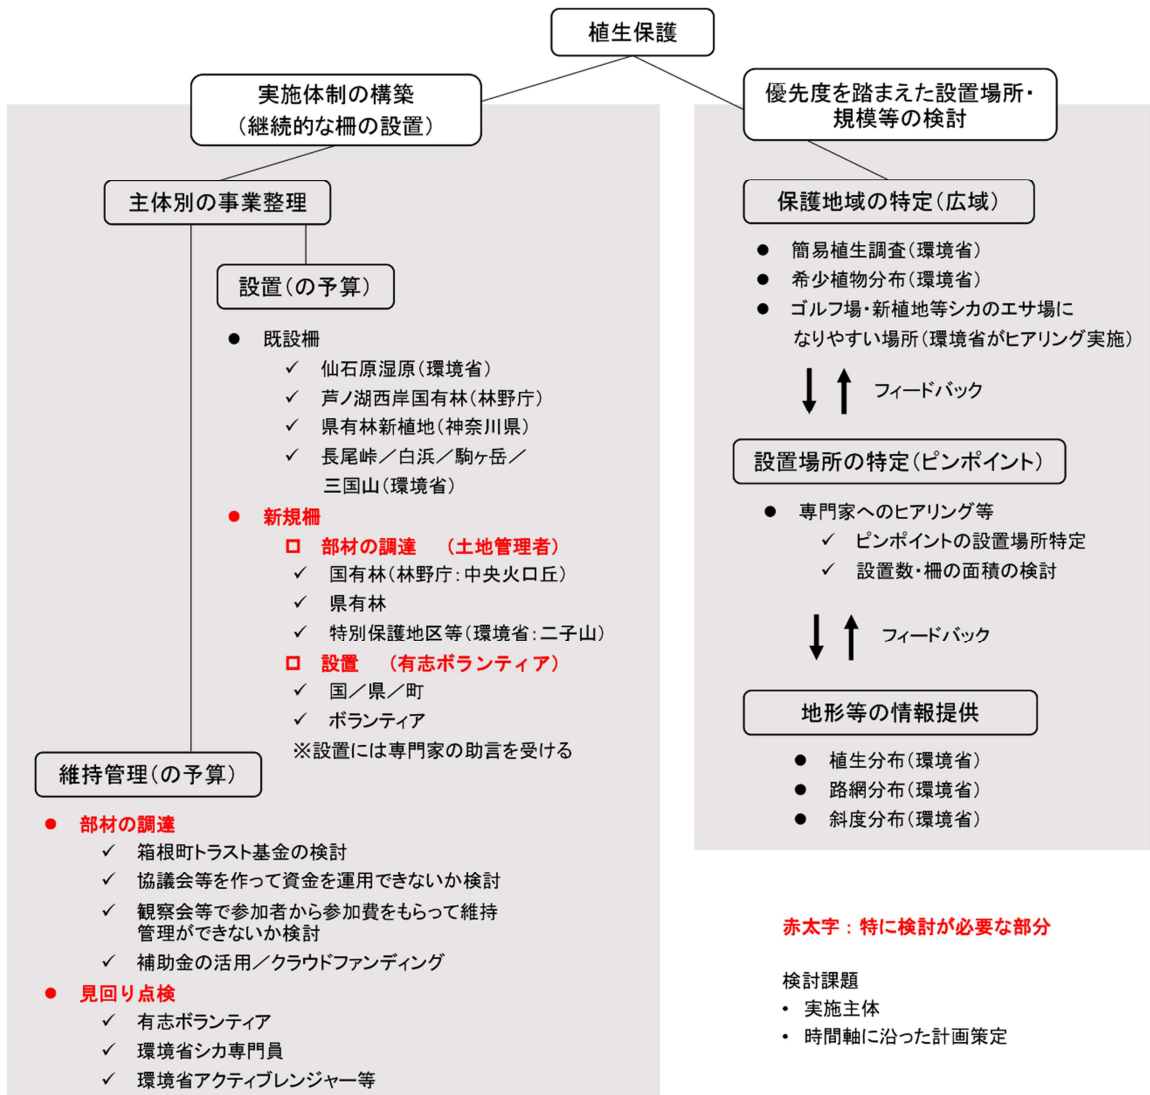 植生保護
実施体制の構築
（継続的な柵の設置）
主体別の事業整理
設置（の予算）
● 既設柵
✓ 仙石原湿原（環境省）
✓ 芦ノ湖西岸国有林（林野庁）
✓ 県有林新植地（神奈川県）
✓ 長尾峠／白浜／駒ヶ岳／
三国山（環境省）
● 新規柵
□ 部材の調達 （土地管理者）
✓ 国有林（林野庁：中央火口丘）
✓ 県有林
✓ 特別保護地区等（環境省：二子山）
□ 設置 （有志ボランティア）
✓ 国／県／町
✓ ボランティア
※設置には専門家の助言を受ける
維持管理（の予算）
● 部材の調達
✓ 箱根町トラスト基金の検討
✓ 協議会等を作って資金を運用できないか検討
✓ 観察会等で参加者から参加費をもらって維持
管理ができないか検討
✓ 補助金の活用／クラウドファンディング
● 見回り点検
✓ 有志ボランティア
✓ 環境省シカ専門員
✓ 環境省アクティブレンジャー等
優先度を踏まえた設置場所・
規模等の検討
保護地域の特定（広域）
● 簡易植生調査（環境省）
● 希少植物分布（環境省）
● ゴルフ場・新植地等シカのエサ場に
なりやすい場所（環境省がヒアリング実施）
フィードバック
設置場所の特定（ピンポイント）
● 専門家へのヒアリング等
✓ ピンポイントの設置場所特定
✓ 設置数・柵の面積の検討
フィードバック
地形等の情報提供
● 植生分布（環境省）
● 路網分布（環境省）
● 斜度分布（環境省）
赤太字：特に検討が必要な部分
検討課題
・ 実施主体
・ 時間軸に沿った計画策定